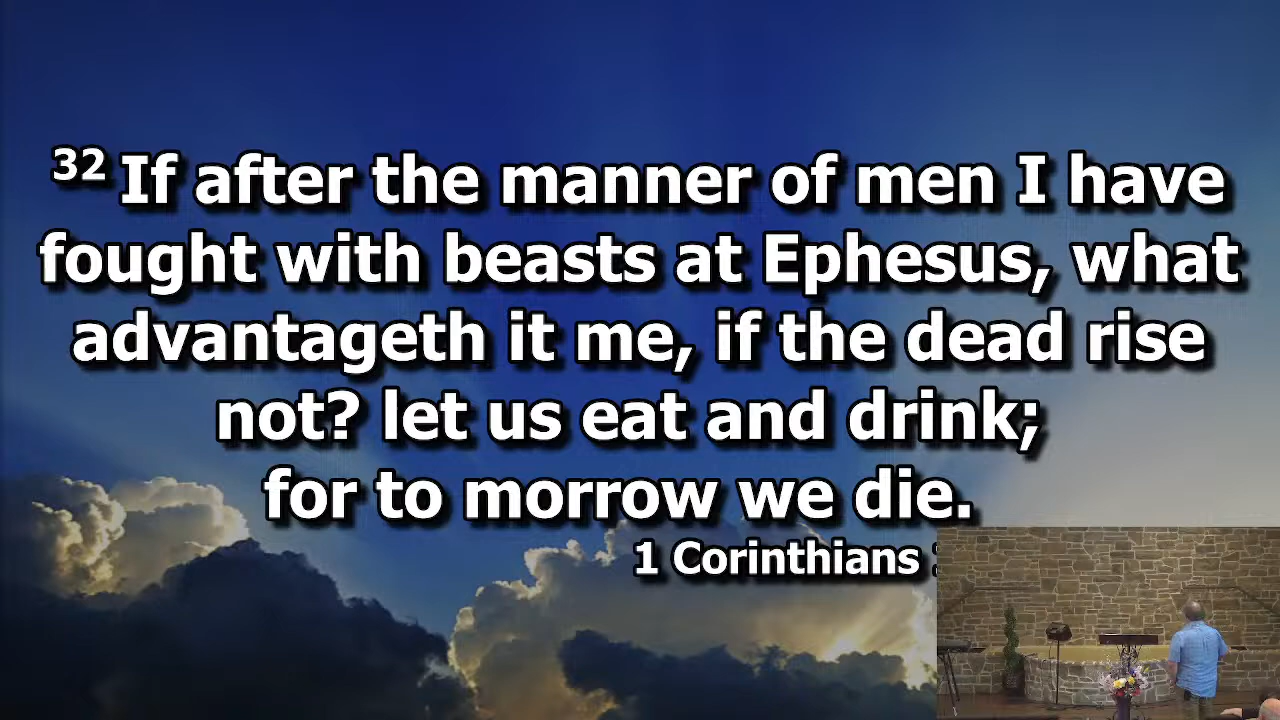 32 If after the manner of men I have
fought with beasts at Ephesus, what
advantageth it me, if the dead rise
not? let us eat and drink;
for to morrow we die.
1 Corinthians